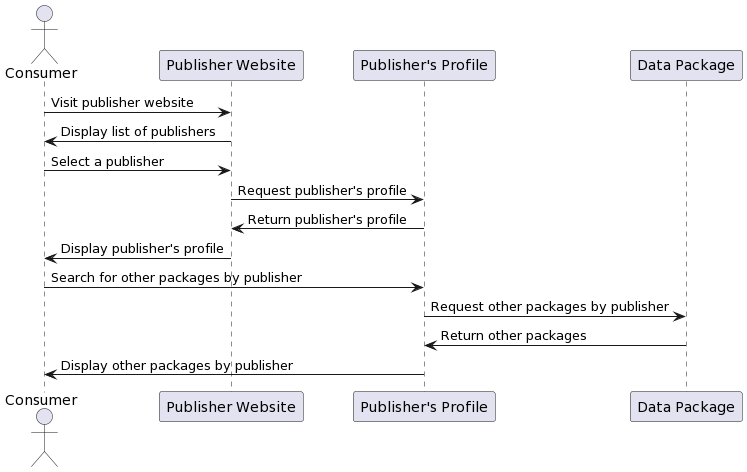 Consumer
Publisher Website
Publisher's Profile
Data Package
Visit publisher website
Display list of publishers
Select a publisher
Request publisher's profile
Return publisher's profile
Display publisher's profile
Search for other packages by publisher
Request other packages by publisher
Return other packages
Display other packages by publisher
Consumer
Publisher Website
Publisher's Profile
Data Package